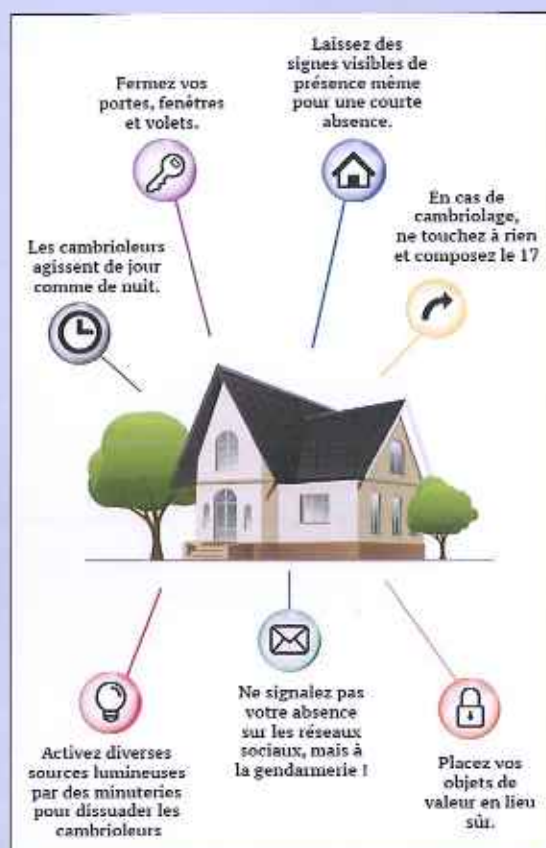 Laissez des
signes visibles de
présence même
pour une courte
absence.
Fermez vos
portes, fenêtres
et volets.
En cas de
cambriolage,
ne touchez à rien
et composez le 17
Les cambrioleurs
agissent de jour
comme de nuit.
Activez diverses
sources lumineuses
par des minuteries
pour dissuader les
cambrioleurs
Ne signalez pas
votre absence
sur les réseaux
sociaux, mais à
la gendarmerie !
Placez vos
objets de
valeur en lieu
sûr.